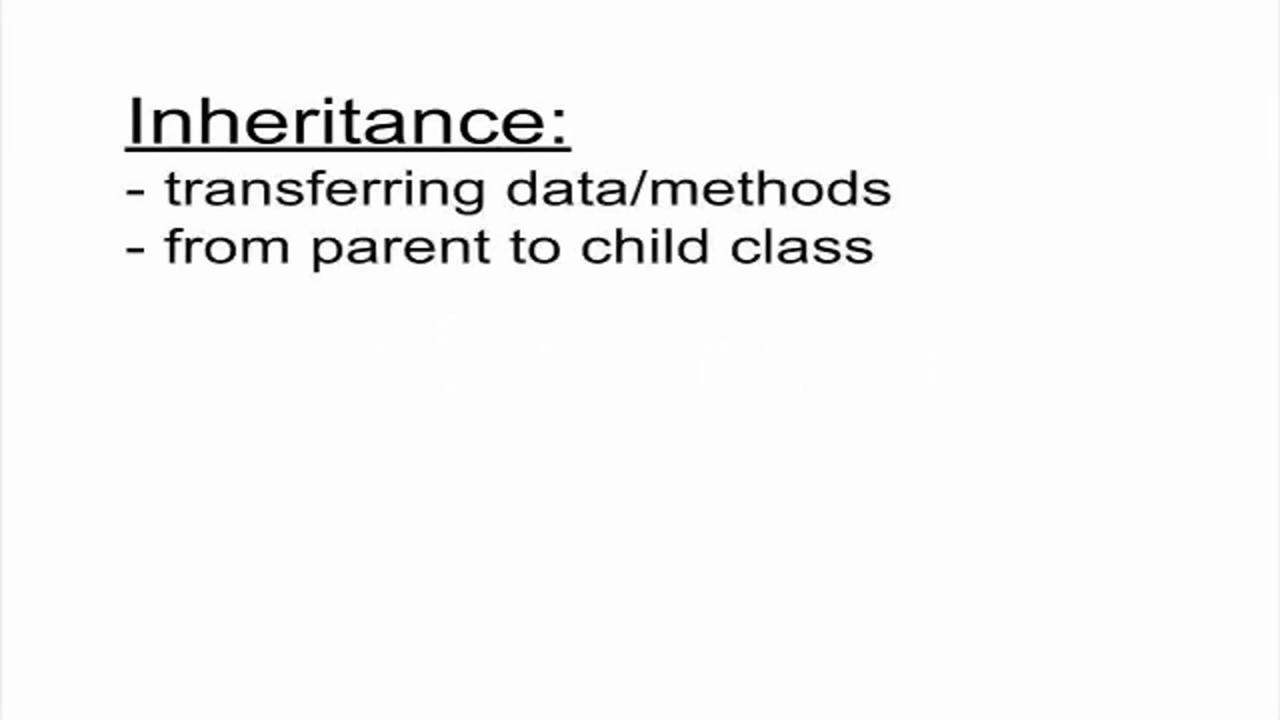 Inheritance:
- transferring data/methods
- from parent to child class